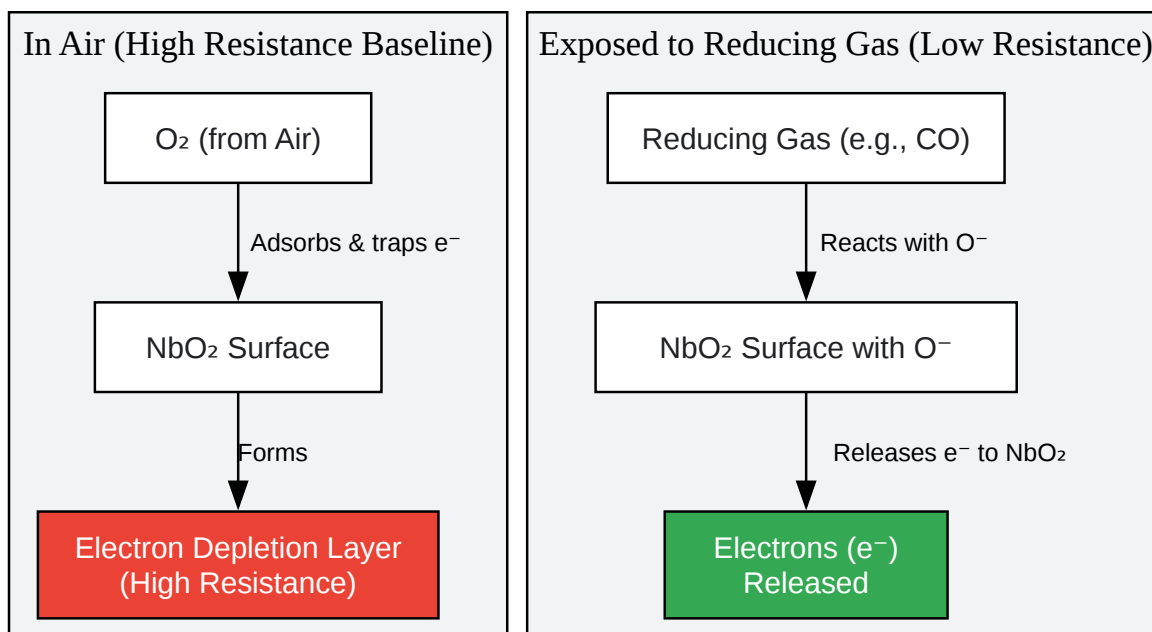 In Air (High Resistance Baseline)
O₂ (from Air)
Adsorbs & traps e⁻
NbO₂ Surface
Forms
Electron Depletion Layer
(High Resistance)
Exposed to Reducing Gas (Low Resistance)
Reducing Gas (e.g., CO)
Reacts with O⁻
NbO₂ Surface with O⁻
Releases e⁻ to NbO₂
Electrons (e⁻)
Released